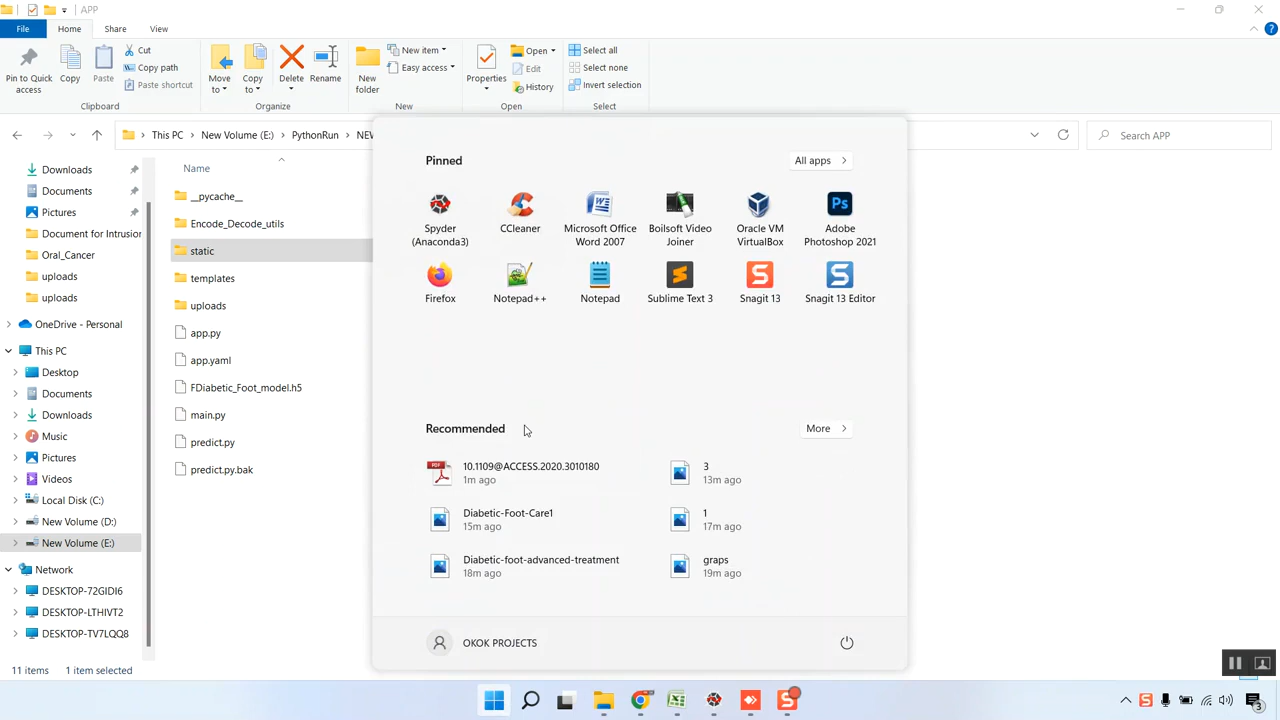 APP
File Home Share View
Pin to Quick access
Copy
Paste
Cut
Copy path
Paste shortcut
Clipboard
Move to
Copy to
Delete
Rename
Organize
New folder
New item
Easy access
New
Properties
Open
Edit
History
Open
Select all
Select none
Invert selection
Select
This PC > New Volume (E:) > PythonRun > NEW
Search APP
Downloads
Documents
Pictures
Document for Intrusior
Oral_Cancer
uploads
uploads
OneDrive - Personal
This PC
Desktop
Documents
Downloads
Music
Pictures
Videos
Local Disk (C:)
New Volume (D:)
New Volume (E:)
Network
DESKTOP-72GIDI6
DESKTOP-LTHIVT2
DESKTOP-TV7LQQ8
11 items 1 item selected
Name
__pycache__
Encode_Decode_utils
static
templates
uploads
app.py
app.yaml
FDiabetic_Foot_model.h5
main.py
predict.py
predict.py.bak
Pinned
All apps >
Spyder (Anaconda3)
CCleaner
Microsoft Office Word 2007
Boilsoft Video Joiner
Oracle VM VirtualBox
Adobe Photoshop 2021
Firefox
Notepad++
Notepad
Sublime Text 3
Snagit 13
Snagit 13 Editor
Recommended
More >
10.1109@ACCESS.2020.3010180
1m ago
3
13m ago
Diabetic-Foot-Care1
15m ago
1
17m ago
Diabetic-foot-advanced-treatment
18m ago
graps
19m ago
OKOK PROJECTS
3